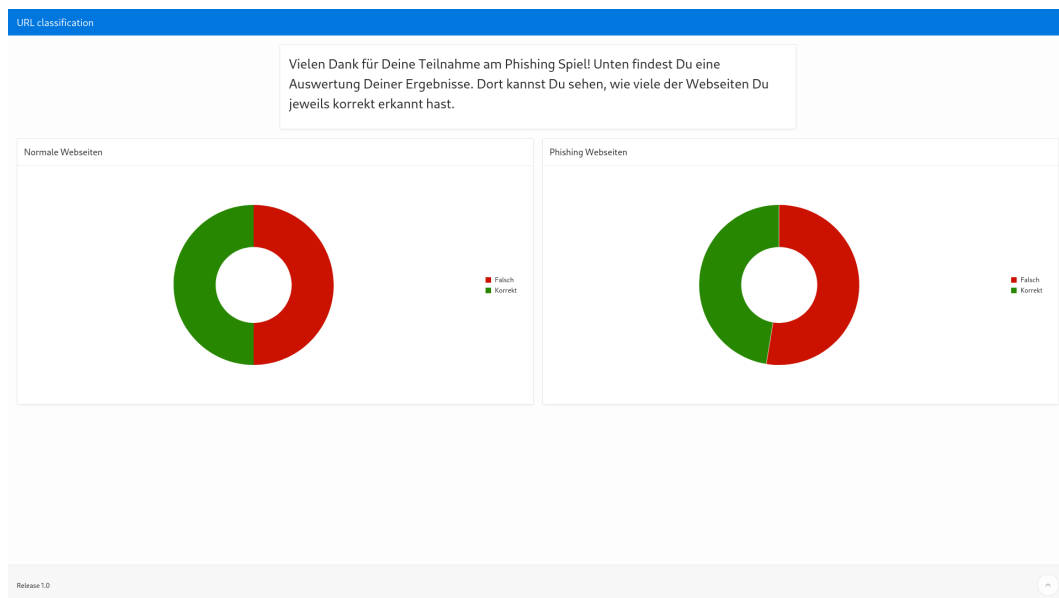 URL classification
Vielen Dank für Deine Teilnahme am Phishing Spiel! Unten findest Du eine
Auswertung Deiner Ergebnisse. Dort kannst Du sehen, wie viele der Webseiten Du
jeweils korrekt erkannt hast.
Normale Webseiten
Falsch
Korrekt
Phishing Webseiten
Falsch
Korrekt
Release 1.0